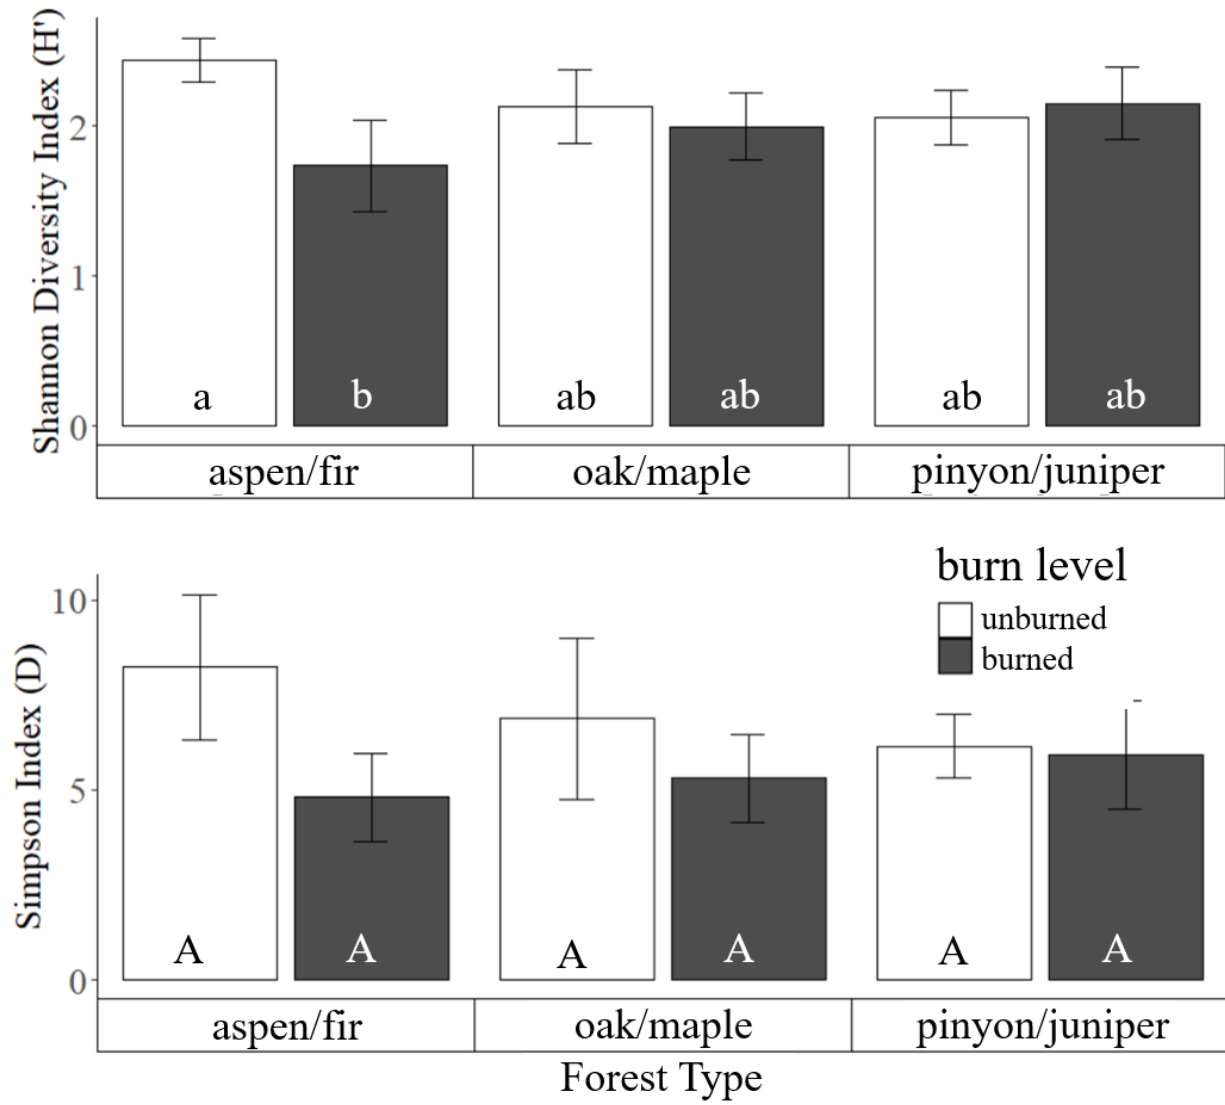 Shannon Diversity Index (H')
2
1
0
a b ab ab ab ab
aspen/fir oak/maple pinyon/juniper
burn level
unburned
burned
Simpson Index (D)
10
5
0
A A A A A A
aspen/fir oak/maple pinyon/juniper
Forest Type